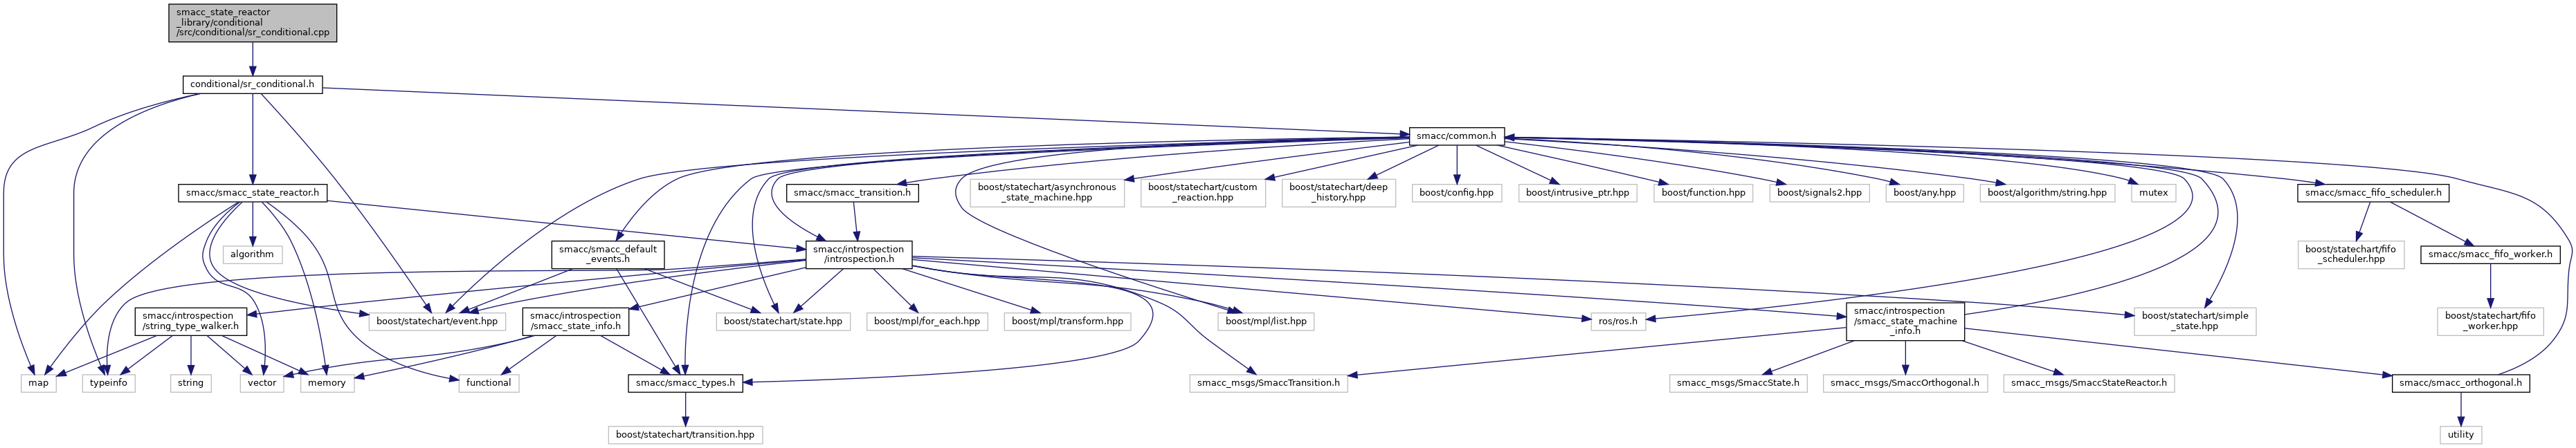 smacc_state_reactor
_library/conditional
/src/conditional/sr_conditional.cpp
conditional/sr_conditional.h
smacc/common.h
smacc/smacc_state_reactor.h
smacc/smacc_transition.h
boost/statechart/asynchronous
_state_machine.hpp
boost/statechart/custom
_reaction.hpp
boost/statechart/deep
_history.hpp
boost/config.hpp
boost/intrusive_ptr.hpp
boost/function.hpp
boost/signals2.hpp
boost/any.hpp
boost/algorithm/string.hpp
mutex
smacc/smacc_fifo_scheduler.h
algorithm
smacc/smacc_default
_events.h
smacc/introspection
/introspection.h
boost/statechart/fifo
_scheduler.hpp
smacc/smacc_fifo_worker.h
smacc/introspection
/string_type_walker.h
boost/statechart/event.hpp
smacc/introspection
/smacc_state_info.h
boost/statechart/state.hpp
boost/mpl/for_each.hpp
boost/mpl/transform.hpp
boost/mpl/list.hpp
ros/ros.h
smacc/introspection
/smacc_state_machine
_info.h
boost/statechart/simple
_state.hpp
boost/statechart/fifo
_worker.hpp
map
typeinfo
string
vector
memory
functional
smacc/smacc_types.h
smacc_msgs/SmaccTransition.h
smacc_msgs/SmaccState.h
smacc_msgs/SmaccOrthogonal.h
smacc_msgs/SmaccStateReactor.h
smacc/smacc_orthogonal.h
boost/statechart/transition.hpp
utility